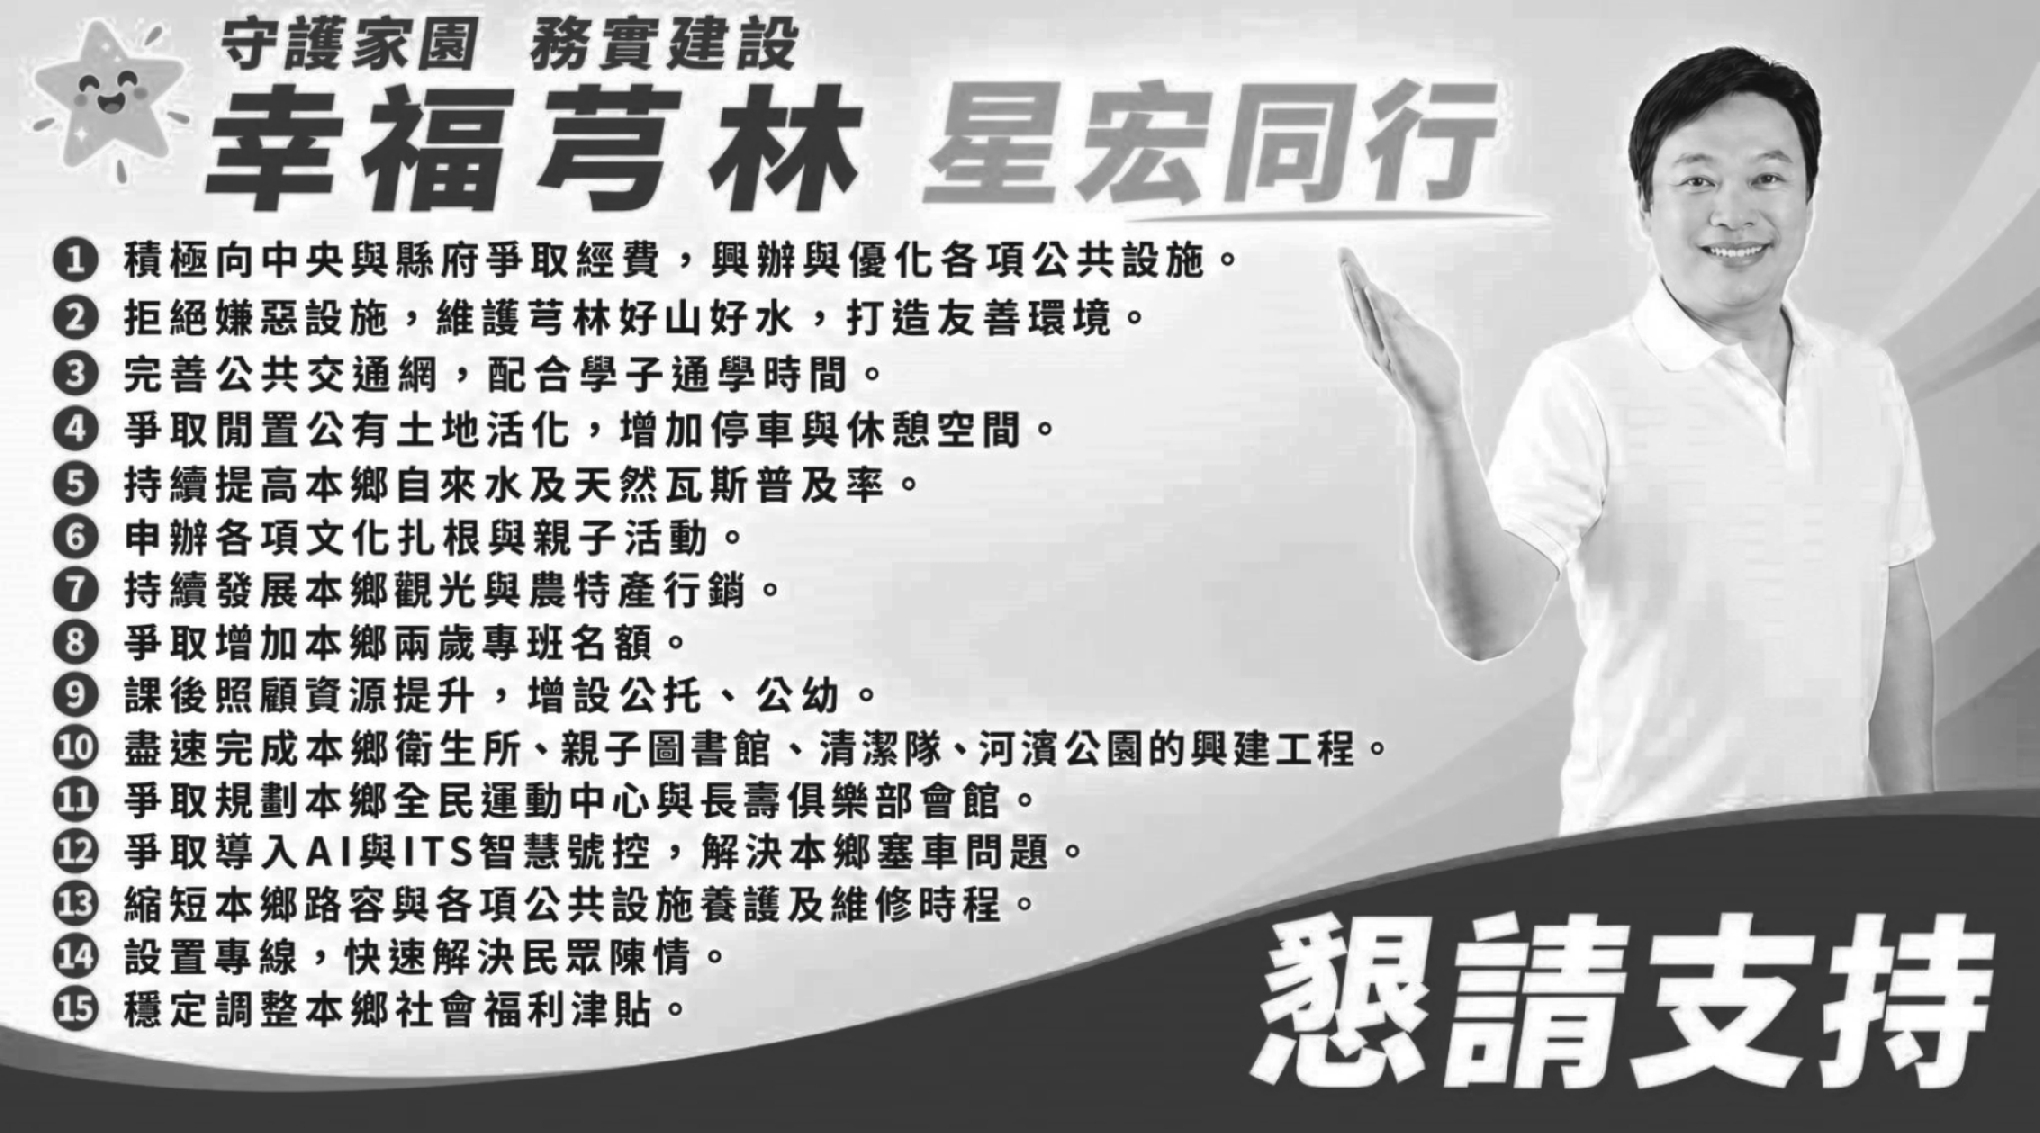 守護家園 務實建設
幸福芎林 星宏同行
1 積極向中央與縣府爭取經費，興辦與優化各項公共設施。
2 拒絕嫌惡設施，維護芎林好山好水，打造友善環境。
3 完善公共交通網，配合學子通學時間。
4 爭取閒置公有土地活化，增加停車與休憩空間。
5 持續提高本鄉自來水及天然瓦斯普及率。
6 申辦各項文化扎根與親子活動。
7 持續發展本鄉觀光與農特產行銷。
8 爭取增加本鄉兩歲專班名額。
9 課後照顧資源提升，增設公托、公幼。
10 盡速完成本鄉衛生所、親子圖書館、清潔隊、河濱公園的興建工程。
11 爭取規劃本鄉全民運動中心與長壽俱樂部會館。
12 爭取導入AI與ITS智慧號控，解決本鄉塞車問題。
13 縮短本鄉路容與各項公共設施養護及維修時程。
14 設置專線，快速解決民眾陳情。
15 穩定調整本鄉社會福利津貼。
懇請支持